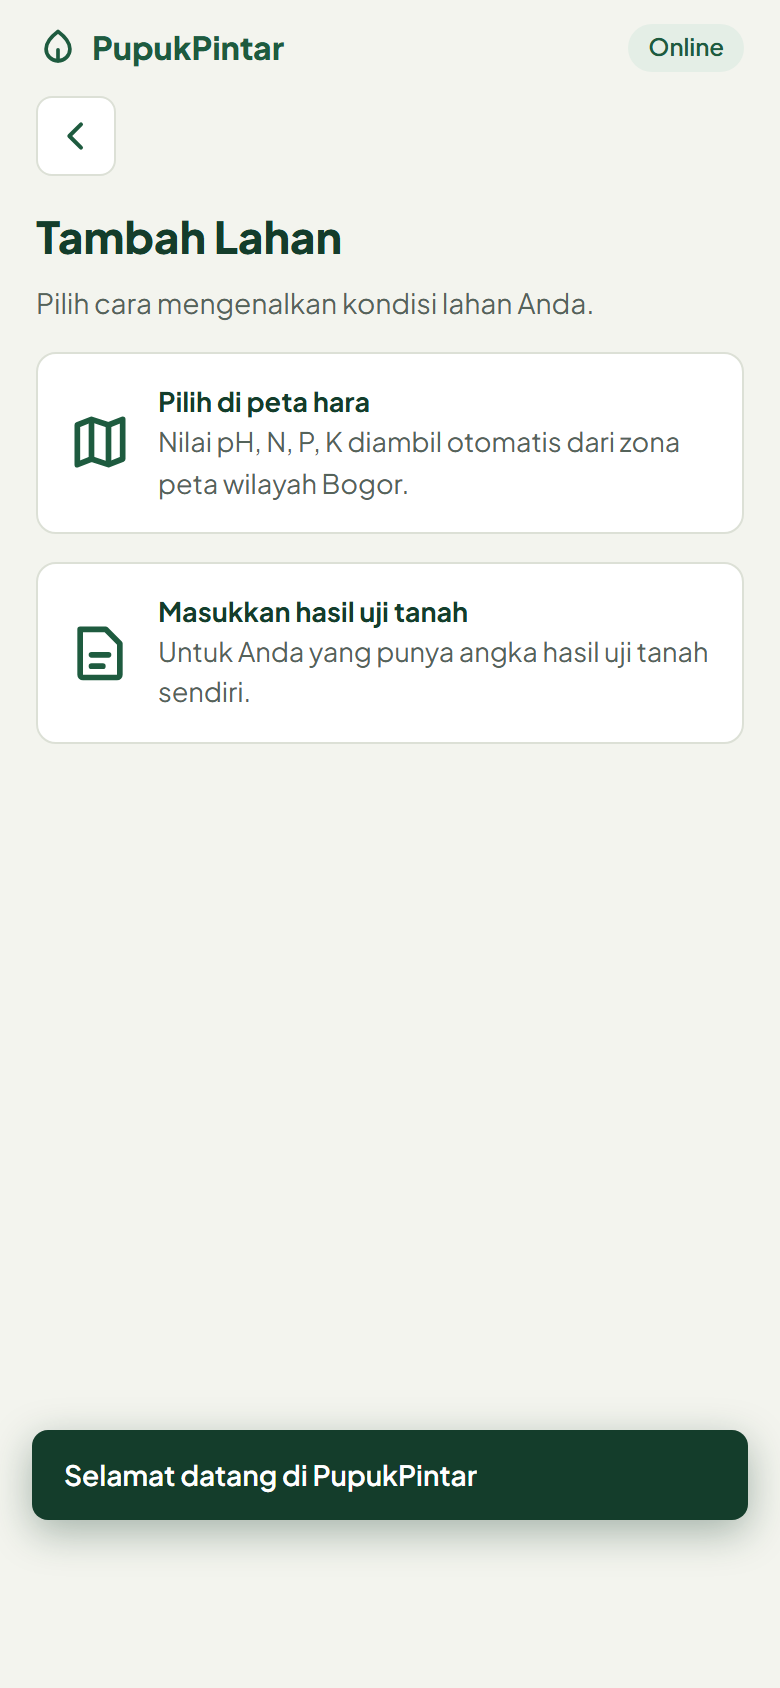 PupukPintar
Online
Tambah Lahan
Pilih cara mengenalkan kondisi lahan Anda.
Pilih di peta hara
Nilai pH, N, P, K diambil otomatis dari zona
peta wilayah Bogor.
Masukkan hasil uji tanah
Untuk Anda yang punya angka hasil uji tanah
sendiri.
Selamat datang di PupukPintar